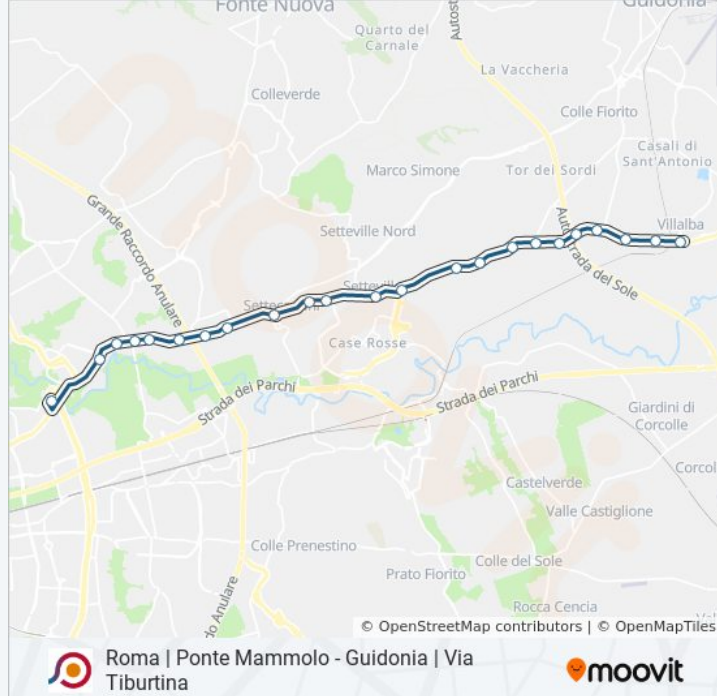 Fonte Nuova
Guidonia
Quarto del
Carnale
Autost
La Vaccheria
Colleverde
Colle Fiorito
Casali di
Sant'Antonio
Marco Simone
Tor dei Sordi
Grande Raccordo Anulare
Setteville Nord
Villalba
Autostrada del Sole
Case Rosse
Strada dei Parchi
Strada dei Parchi
Giardini di
Corcolle
Corcol
Castelverde
Valle Castiglione
Colle Prenestino
Colle del Sole
Prato Fiorito
Rocca Cencia
do Anulare
© OpenStreetMap contributors | © OpenMapTiles
Roma | Ponte Mammolo - Guidonia | Via
Tiburtina
moovit